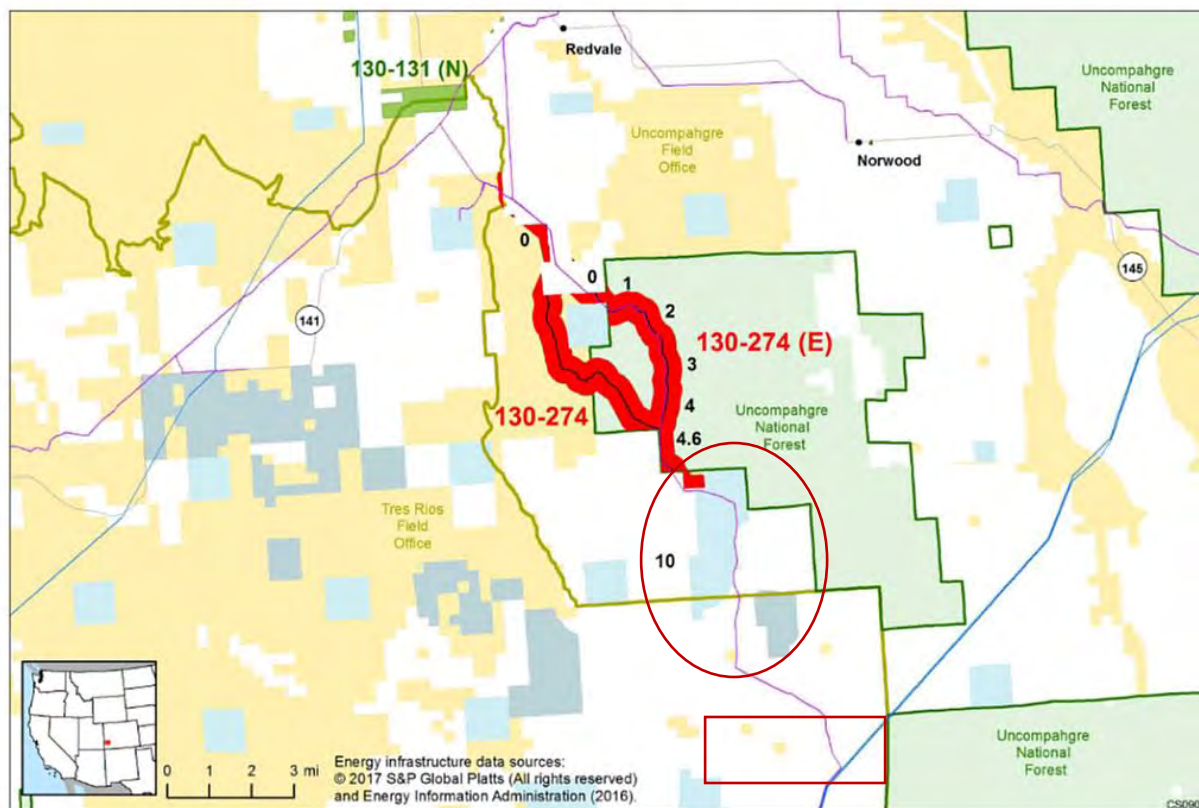 Redvale
130-131 (N)
Uncompahgre
National
Forest
Uncompahgre
Field
Office
Norwood
0
145
0
1
141
2
130-274 (E)
3
4
130-274
Uncompahgre
National
Forest
4.6
Tres Rios
Field
Office
10
Uncompahgre
National
Forest
0 1 2 3 mi
Energy infrastructure data sources:
© 2017 S&P Global Platts (All rights reserved)
and Energy Information Administration (2016).